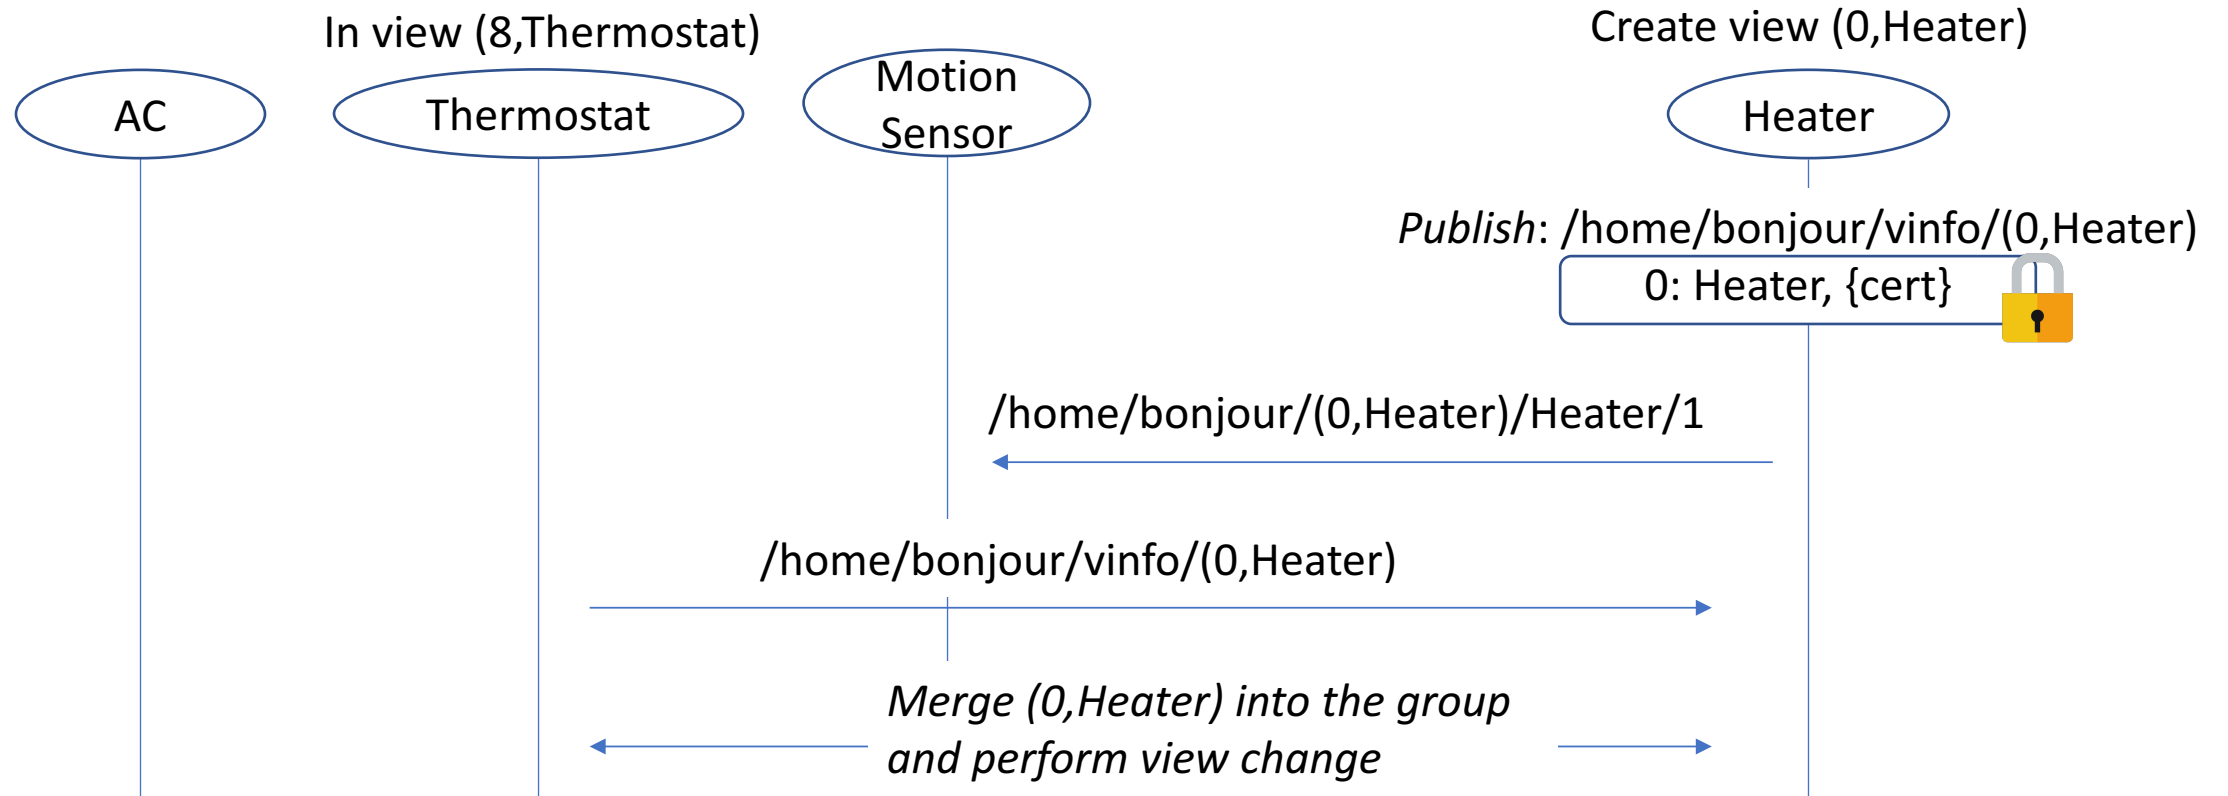 In view (8,Thermostat)
Create view (0,Heater)
AC
Thermostat
Motion
Sensor
Heater
Publish: /home/bonjour/vinfo/(0,Heater)
0: Heater, {cert}
/home/bonjour/(0,Heater)/Heater/1
/home/bonjour/vinfo/(0,Heater)
Merge (0,Heater) into the group
and perform view change